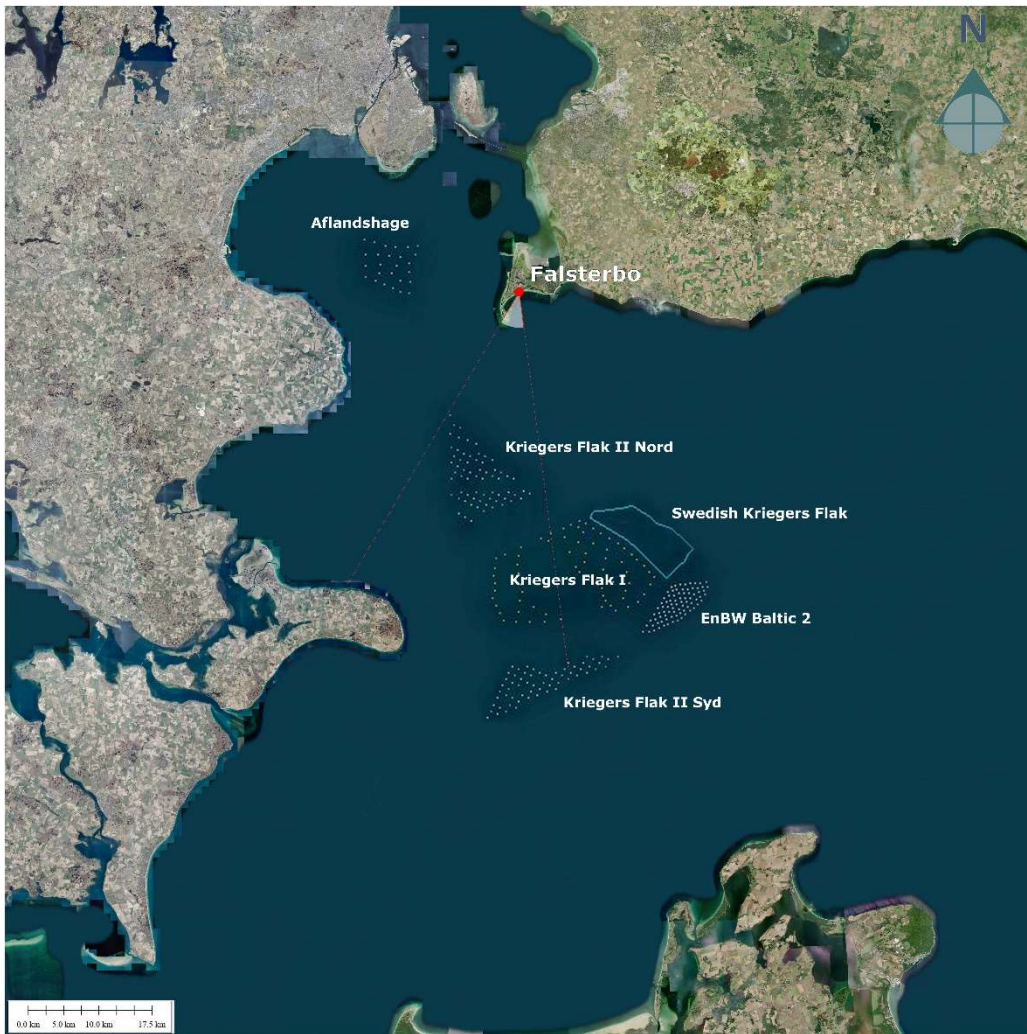 N
Aflandshage
Falsterbo
Kriegers Flak II Nord
Swedish Kriegers Flak
Kriegers Flak I
EnBW Baltic 2
Kriegers Flak II Syd
0.0 km 5.0 km 10.0 km 17.5 km